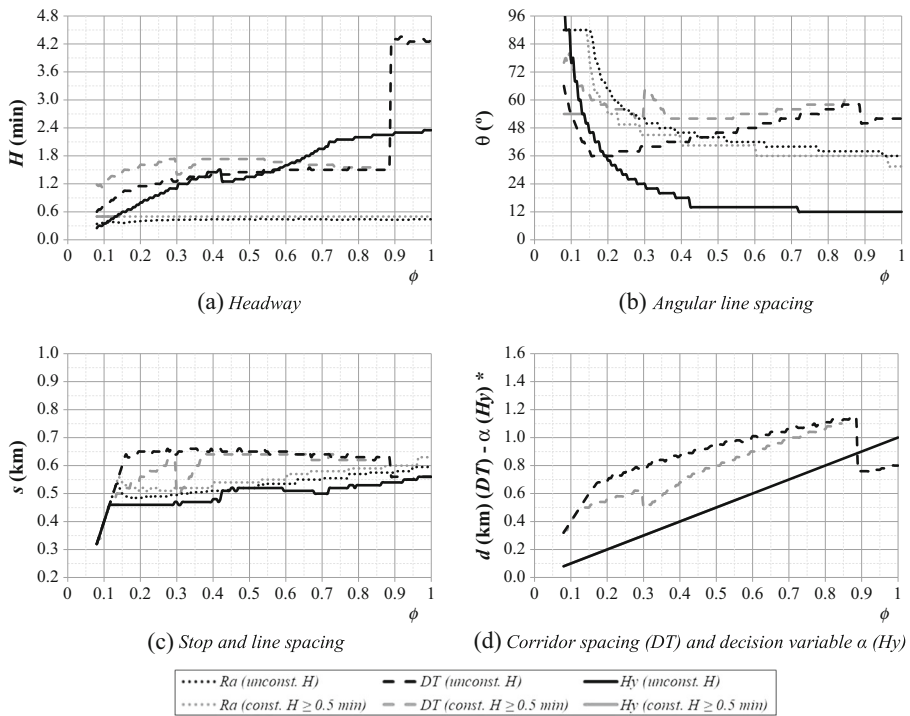 4.8
4.2
3.6
3.0
2.4
1.8
1.2
0.6
0.0
H (min)
0 0.1 0.2 0.3 0.4 0.5 0.6 0.7 0.8 0.9 1
ϕ
(a) Headway
96
84
72
60
48
36
24
12
0
θ (º)
0 0.1 0.2 0.3 0.4 0.5 0.6 0.7 0.8 0.9 1
ϕ
(b) Angular line spacing
1.0
0.9
0.8
0.7
0.6
0.5
0.4
0.3
0.2
s (km)
0 0.1 0.2 0.3 0.4 0.5 0.6 0.7 0.8 0.9 1
ϕ
(c) Stop and line spacing
1.6
1.4
1.2
1.0
0.8
0.6
0.4
0.2
0.0
d (km) (DT) - α (Hy) *
0 0.1 0.2 0.3 0.4 0.5 0.6 0.7 0.8 0.9 1
ϕ
(d) Corridor spacing (DT) and decision variable α (Hy)
Ra (unconst. H) DT (unconst. H) Hy (unconst. H)
Ra (const. H ≥ 0.5 min) DT (const. H ≥ 0.5 min) Hy (const. H ≥ 0.5 min)